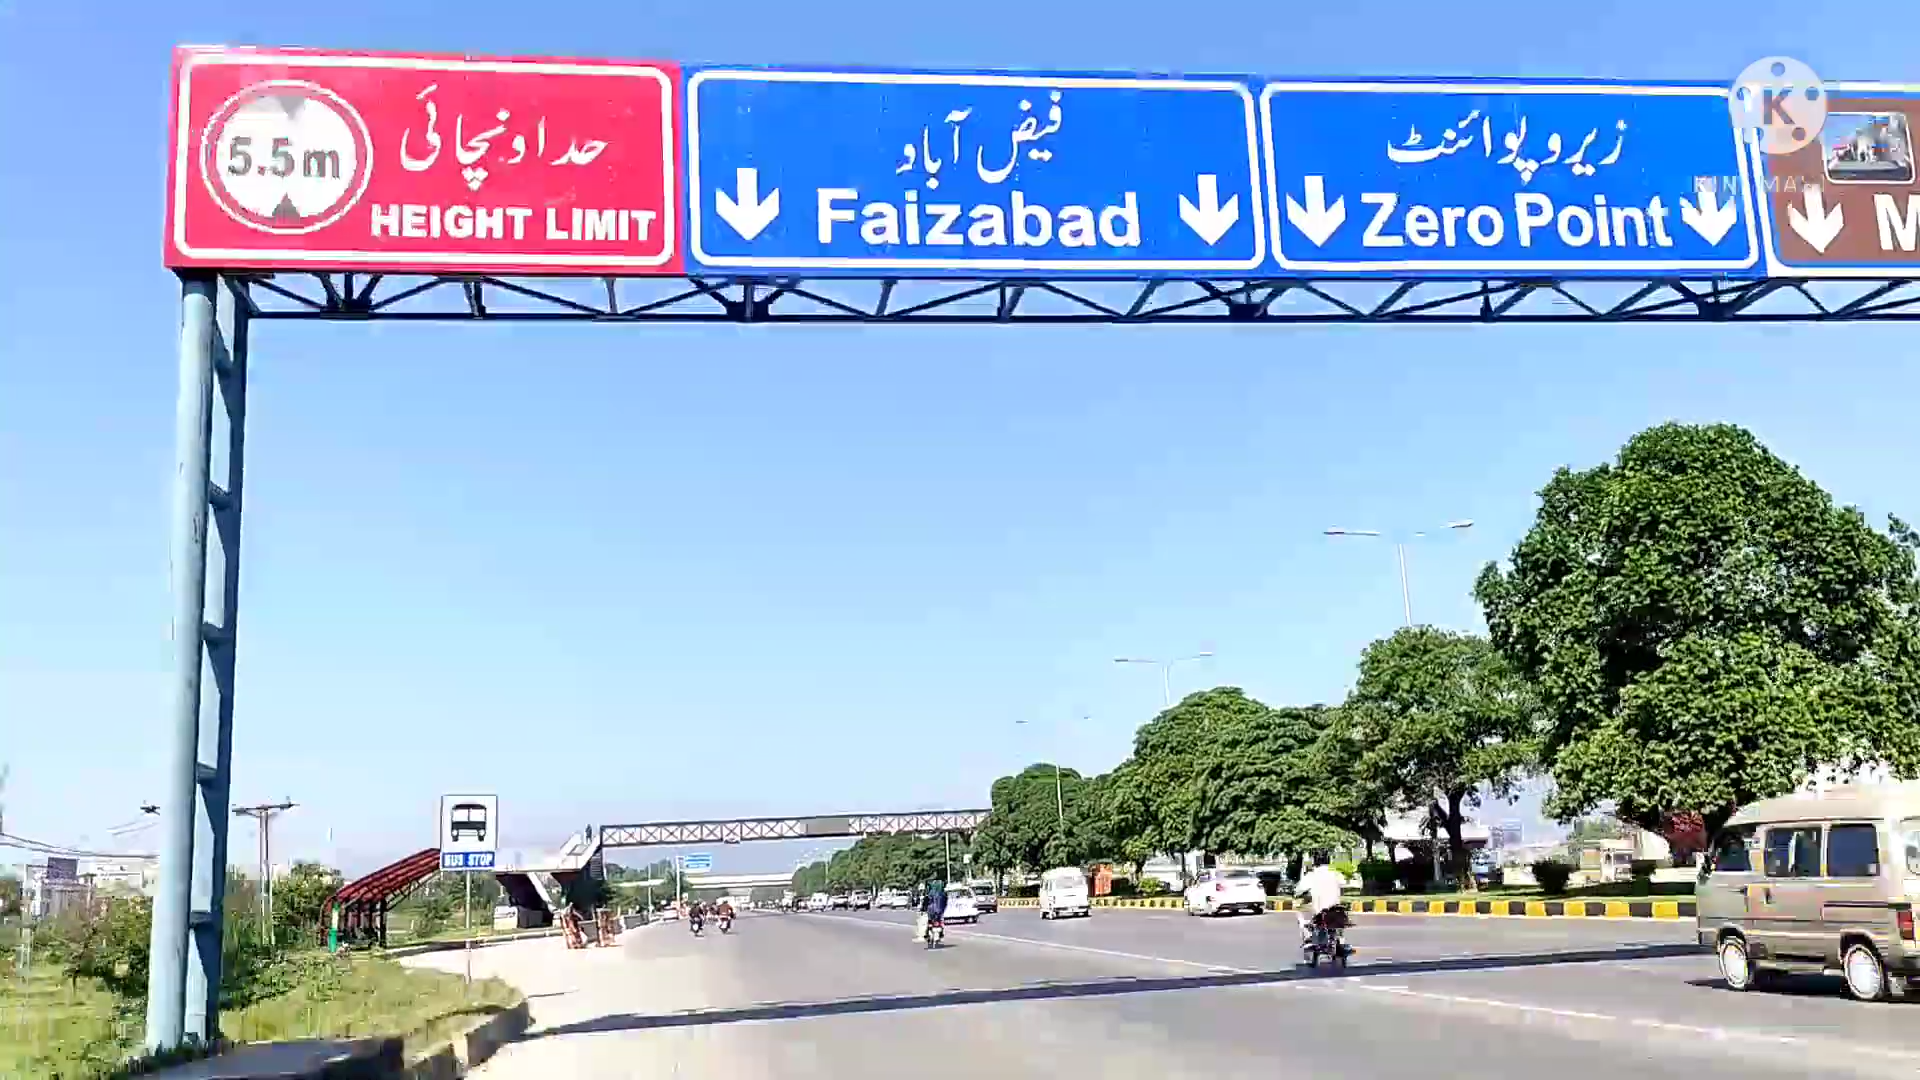 5.5m
حد اونچائی
HEIGHT LIMIT
فیض آباد
Faizabad
زیرو پوائنٹ
Zero Point
M
K
BUS STOP